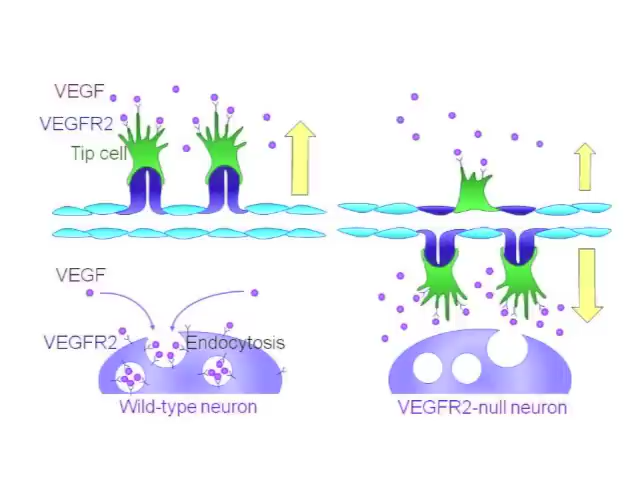 VEGF
VEGFR2
Tip cell
VEGF
VEGFR2
Endocytosis
Wild-type neuron
VEGFR2-null neuron